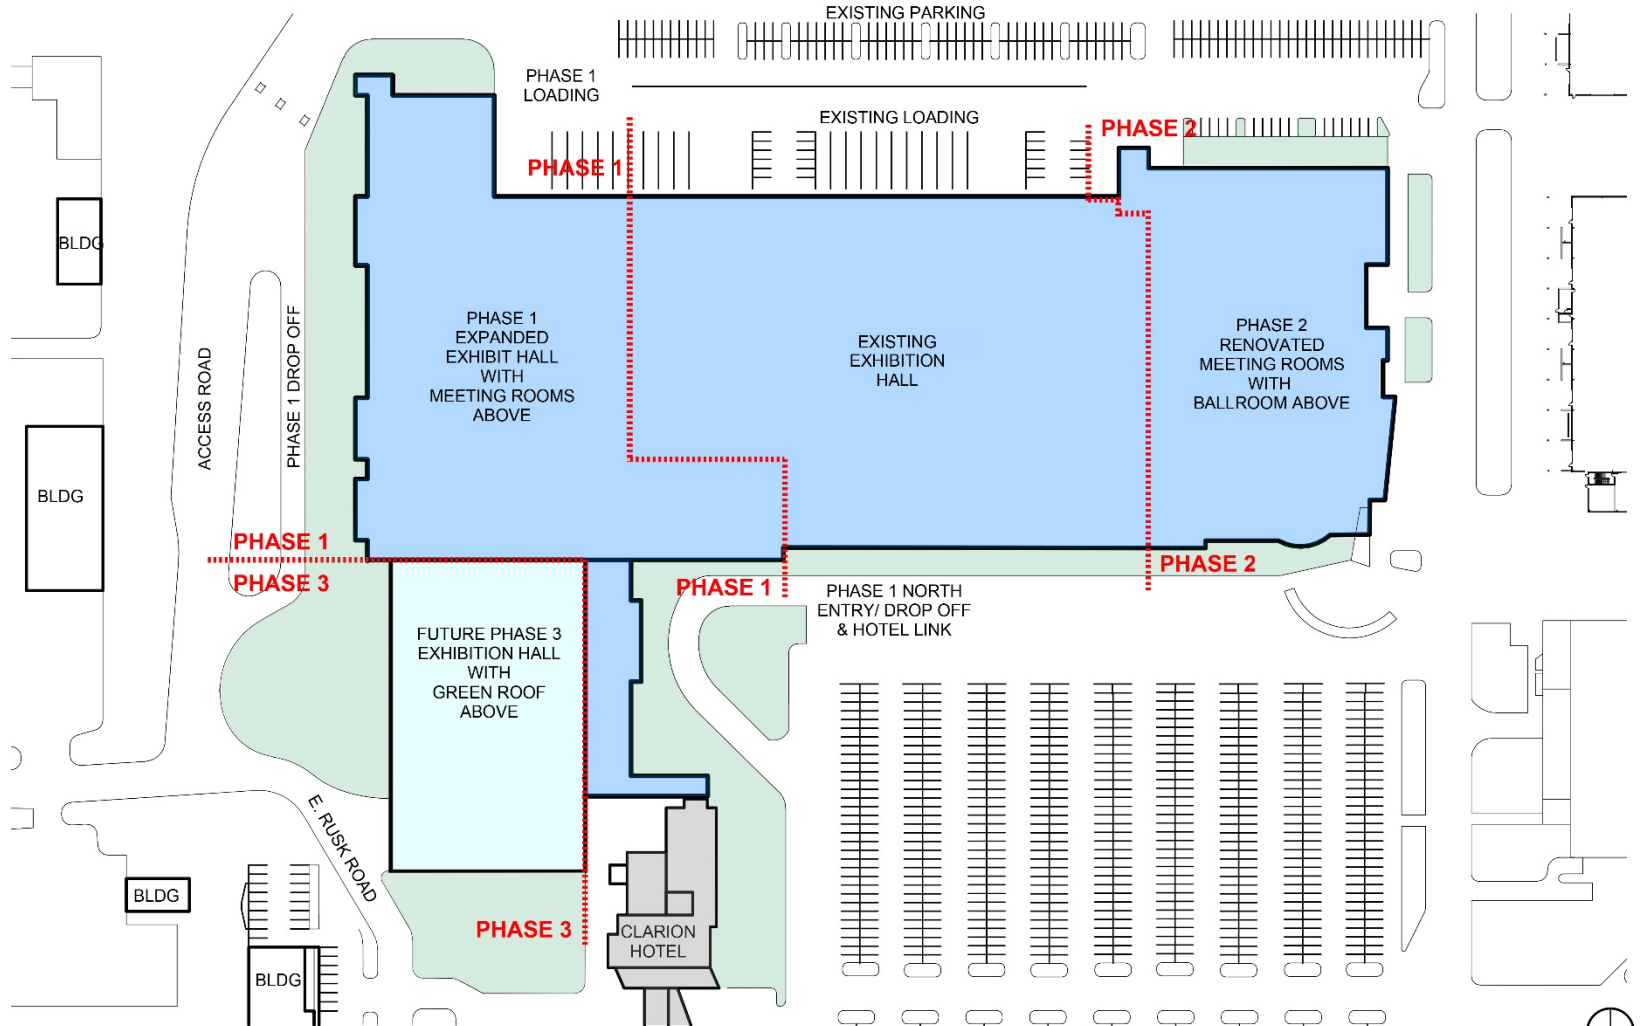 EXISTING PARKING
PHASE 1
LOADING
EXISTING LOADING
PHASE 2
PHASE 1
BLDG
PHASE 1
EXPANDED
EXHIBIT HALL
WITH
MEETING ROOMS
ABOVE
EXISTING
EXHIBITION
HALL
PHASE 2
RENOVATED
MEETING ROOMS
WITH
BALLROOM ABOVE
ACCESS ROAD
PHASE 1 DROP OFF
BLDG
PHASE 1
PHASE 3
PHASE 1
PHASE 2
PHASE 1 NORTH
ENTRY/ DROP OFF
& HOTEL LINK
FUTURE PHASE 3
EXHIBITION HALL
WITH
GREEN ROOF
ABOVE
E. RUSK ROAD
BLDG
PHASE 3
CLARION
HOTEL
BLDG